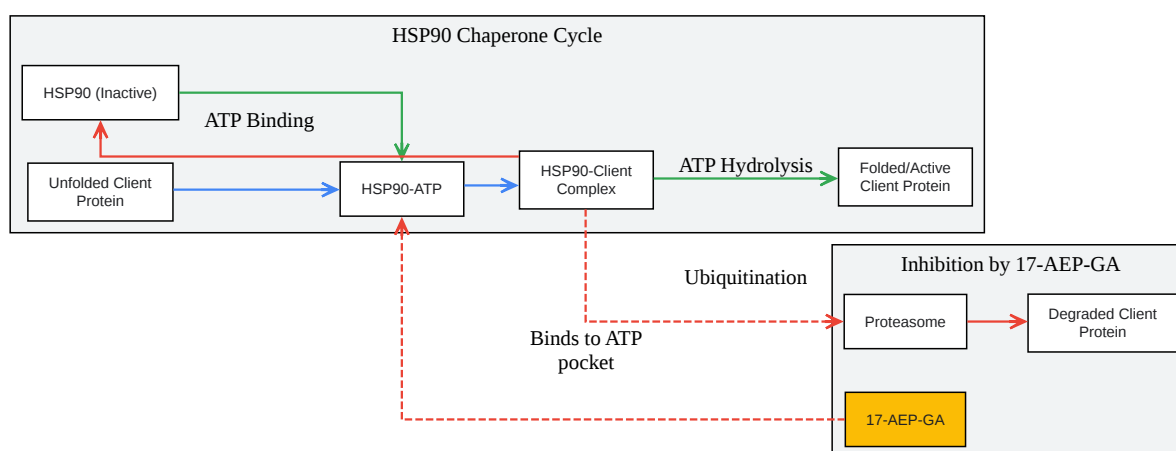 HSP90 Chaperone Cycle
HSP90 (Inactive)
ATP Binding
Unfolded Client
Protein
HSP90-ATP
HSP90-Client
Complex
ATP Hydrolysis
Folded/Active
Client Protein
Inhibition by 17-AEP-GA
Ubiquitination
Proteasome
Degraded Client
Protein
Binds to ATP
pocket
17-AEP-GA